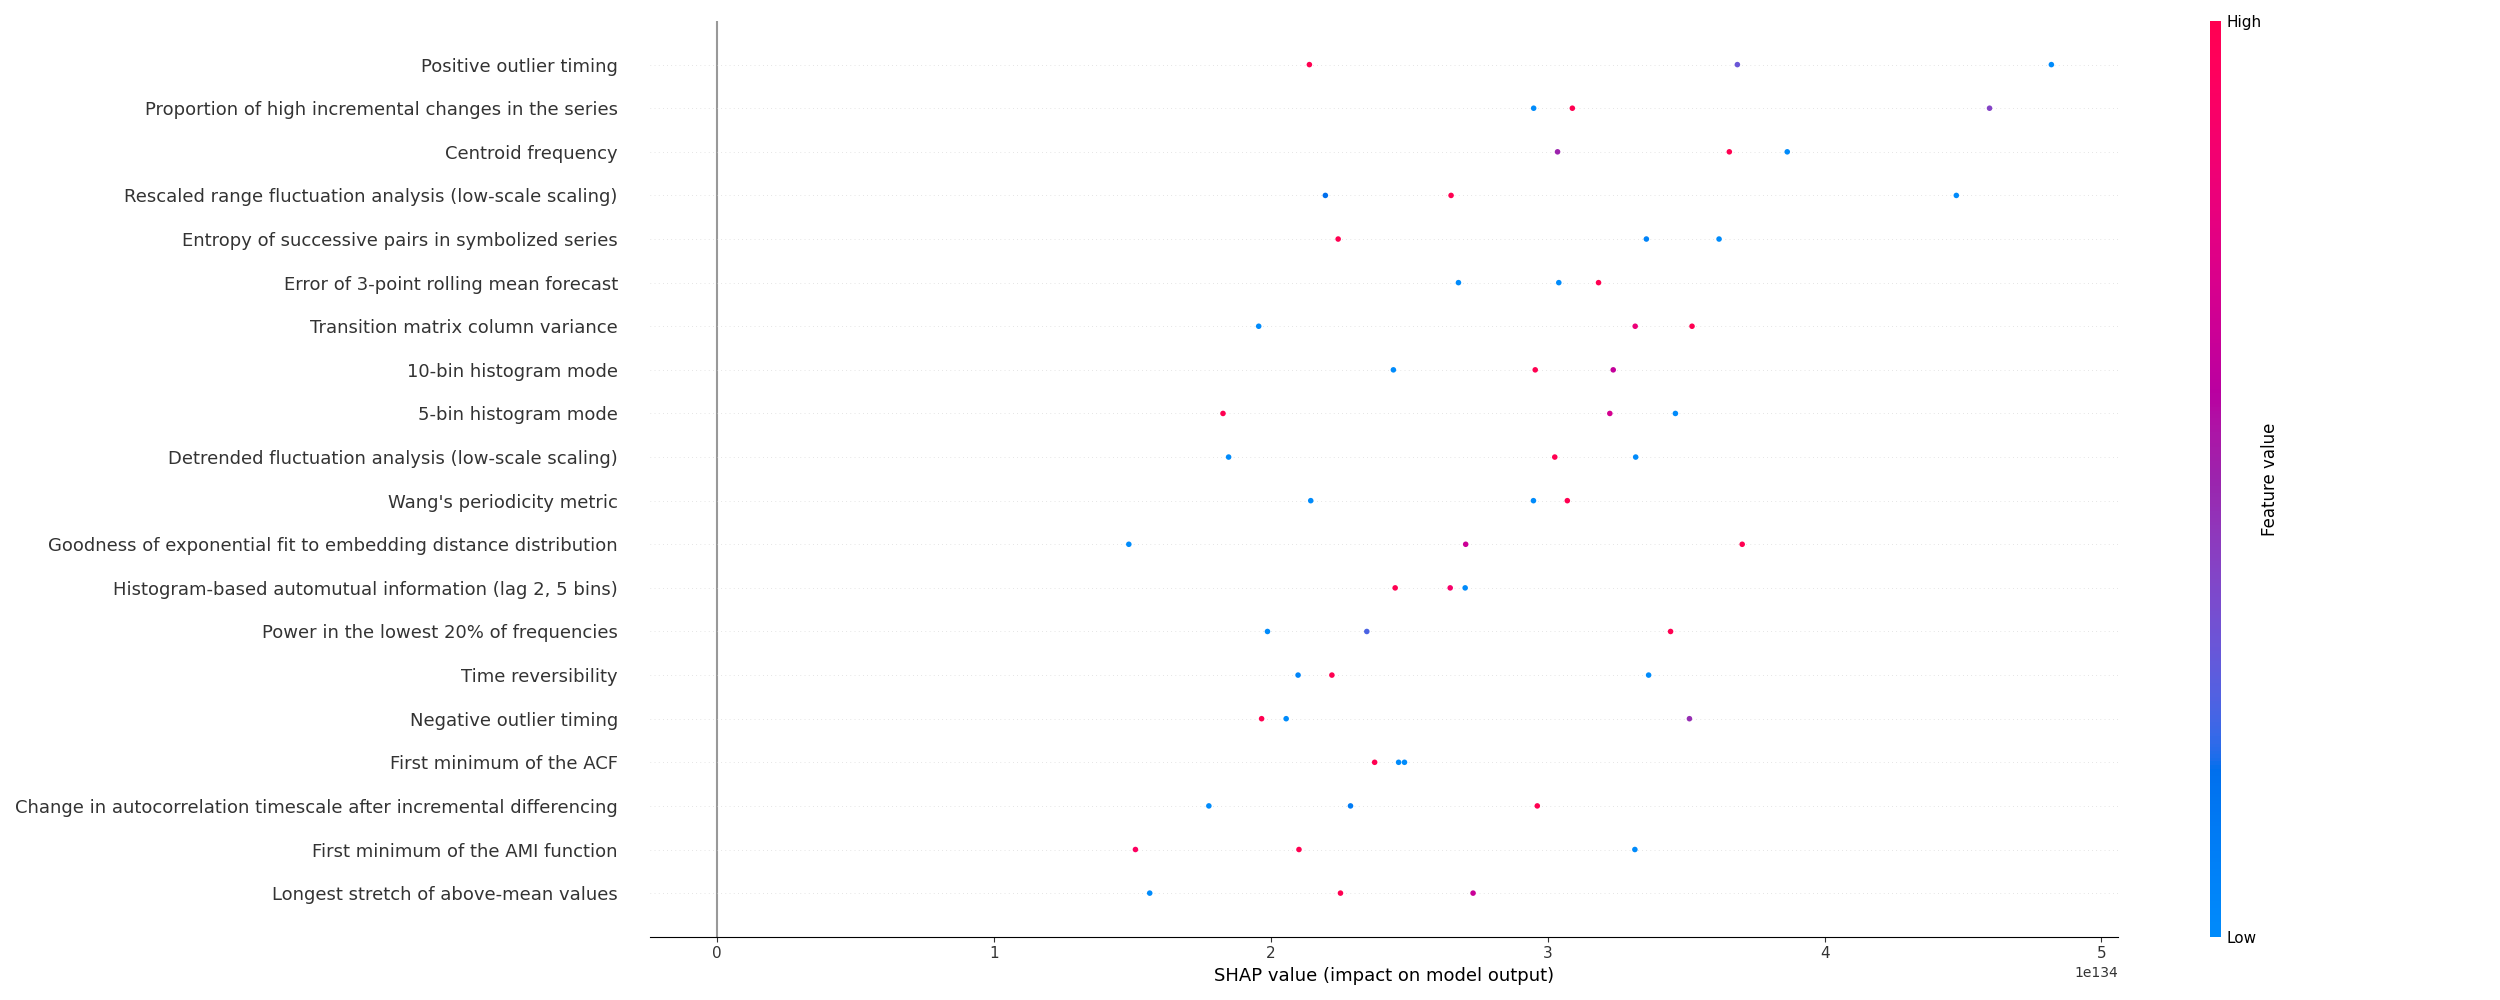 High
Positive outlier timing
Proportion of high incremental changes in the series
Centroid frequency
Rescaled range fluctuation analysis (low-scale scaling)
Entropy of successive pairs in symbolized series
Error of 3-point rolling mean forecast
Transition matrix column variance
10-bin histogram mode
5-bin histogram mode
Detrended fluctuation analysis (low-scale scaling)
Wang's periodicity metric
Goodness of exponential fit to embedding distance distribution
Histogram-based automutual information (lag 2, 5 bins)
Power in the lowest 20% of frequencies
Time reversibility
Negative outlier timing
First minimum of the ACF
Change in autocorrelation timescale after incremental differencing
First minimum of the AMI function
Longest stretch of above-mean values
Feature value
Low
0 1 2 3 4 5
1e134
SHAP value (impact on model output)